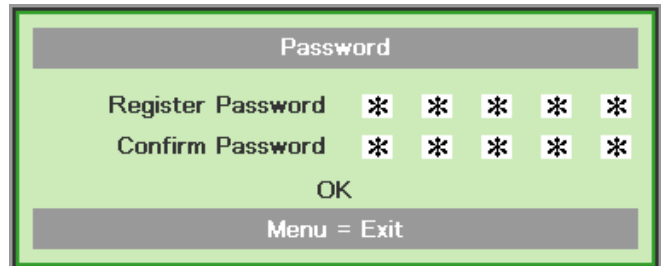 Password
Register Password * * * * *
Confirm Password * * * * *
OK
Menu = Exit